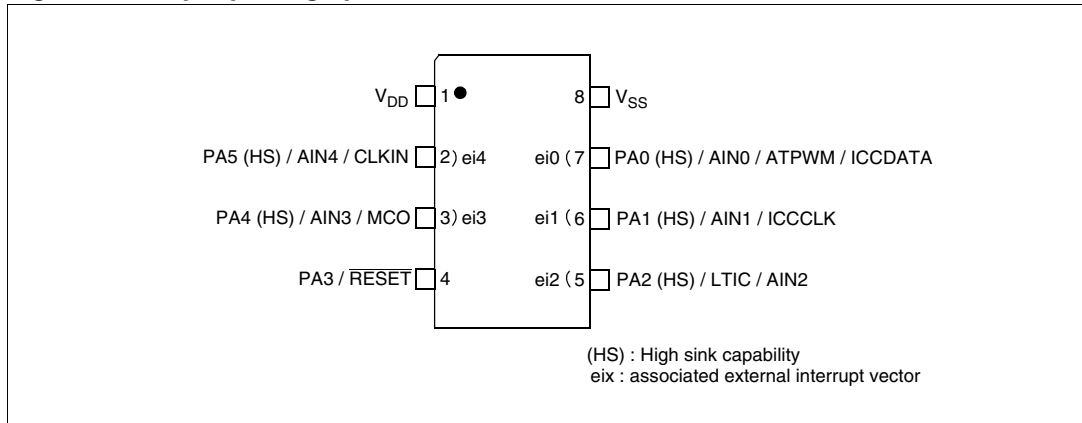 V_DD 1 8 V_SS
PA5 (HS) / AIN4 / CLKIN 2) ei4 ei0 (7 PA0 (HS) / AIN0 / ATPWM / ICCDATA
PA4 (HS) / AIN3 / MCO 3) ei3 ei1 (6 PA1 (HS) / AIN1 / ICCCLK
PA3 / RESET 4 ei2 (5 PA2 (HS) / LTIC / AIN2
(HS) : High sink capability
eix : associated external interrupt vector